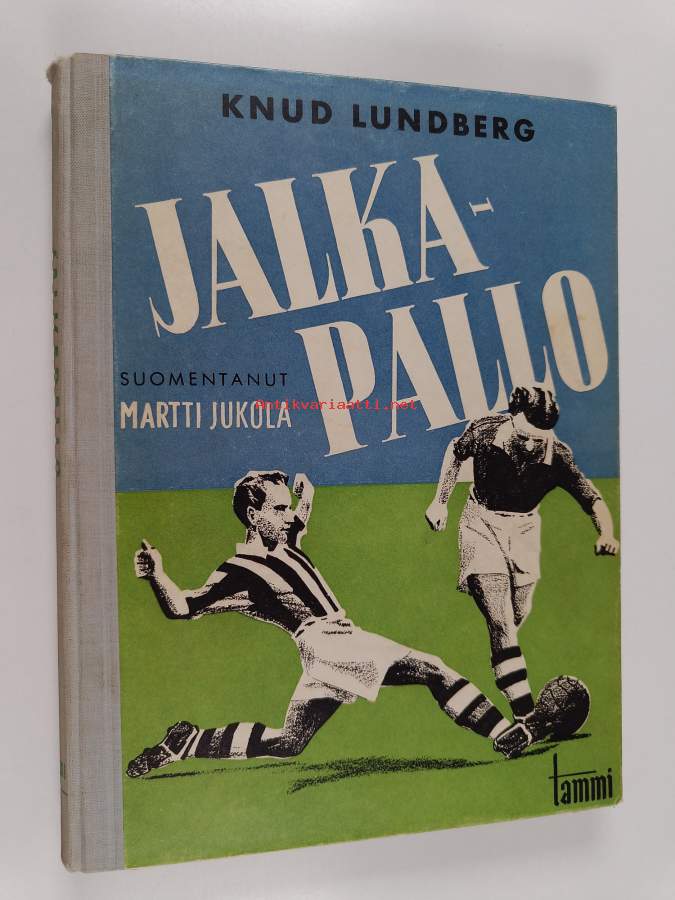 KNUD LUNDBERG
JALKA-
PALLO
SUOMENTANUT
MARTTI JUKOLA
Antikvariaatti.net
tammi